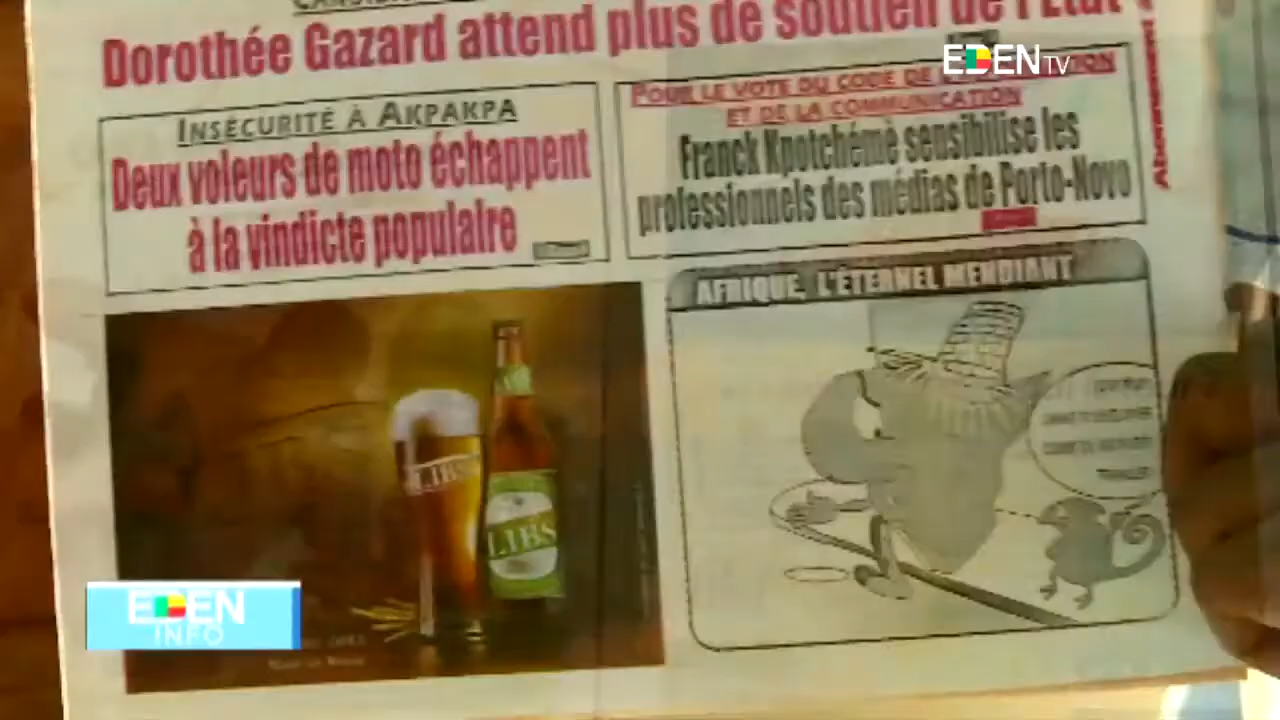 Dorothée Gazard attend plus de soutien de l'Etat
EDEN TV
INSÉCURITÉ À AKPAKPA
Deux voleurs de moto échappent
à la vindicte populaire
POUR LE VOTE DU CODE DE
ET DE LA COMMUNICATION
Franck Kpotchémè sensibilise les
professionnels des médias de Porto-Novo
Abonnement
AFRIQUE, L'ÉTERNEL MENDIANT
LIBS
LIBS
EDEN
INFO